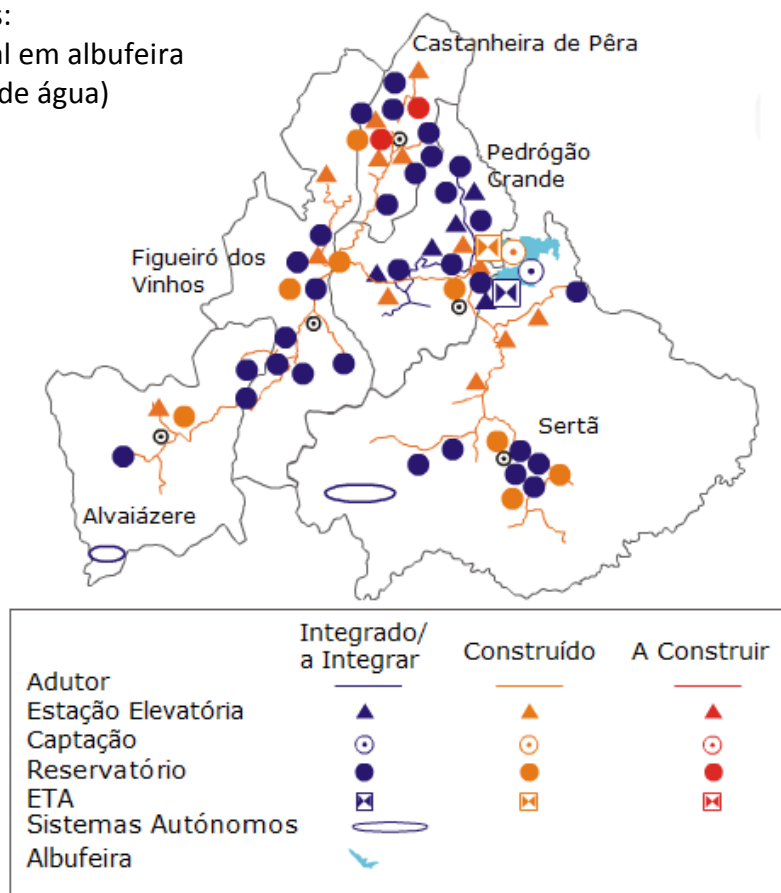 s:
l em albufeira
de água)
Castanheira de Pêra
Pedrógão
Grande
Figueiró dos
Vinhos
Sertã
Alvaiázere
Integrado/
a Integrar
Construído
A Construir
Adutor
Estação Elevatória
Captação
Reservatório
ETA
Sistemas Autónomos
Albufeira